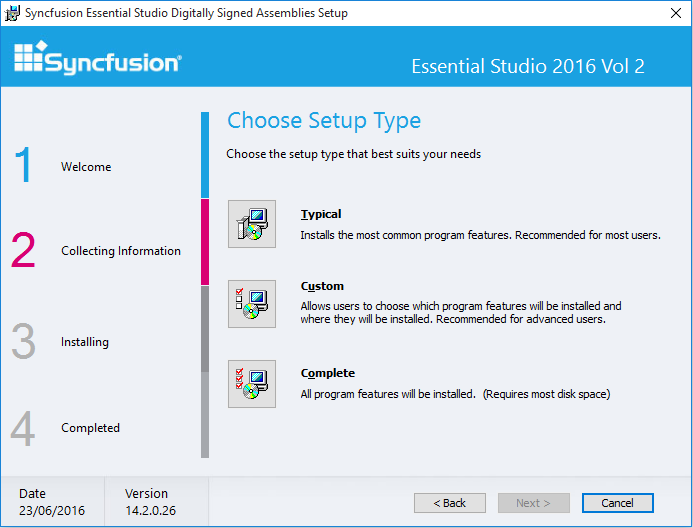 Syncfusion Essential Studio Digitally Signed Assemblies Setup
Syncfusion®
Essential Studio 2016 Vol 2
1 Welcome
2 Collecting Information
3 Installing
4 Completed
Choose Setup Type
Choose the setup type that best suits your needs
Typical
Installs the most common program features. Recommended for most users.
Custom
Allows users to choose which program features will be installed and
where they will be installed. Recommended for advanced users.
Complete
All program features will be installed. (Requires most disk space)
Date
23/06/2016
Version
14.2.0.26
< Back
Next >
Cancel